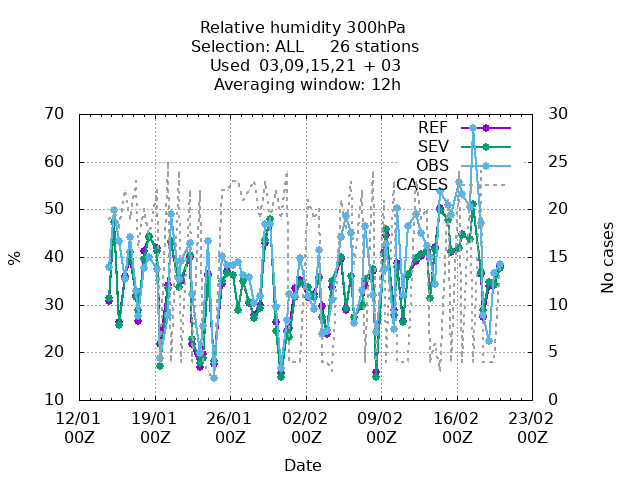 Relative humidity 300hPa
Selection: ALL 26 stations
Used 03,09,15,21 + 03
Averaging window: 12h
70 30
REF
SEV
60 25
OBS
CASES
50 20
% 40 15 No cases
30 10
20 5
10 0
12/01 19/01 26/01 02/02 09/02 16/02 23/02
00Z 00Z 00Z 00Z 00Z 00Z 00Z
Date